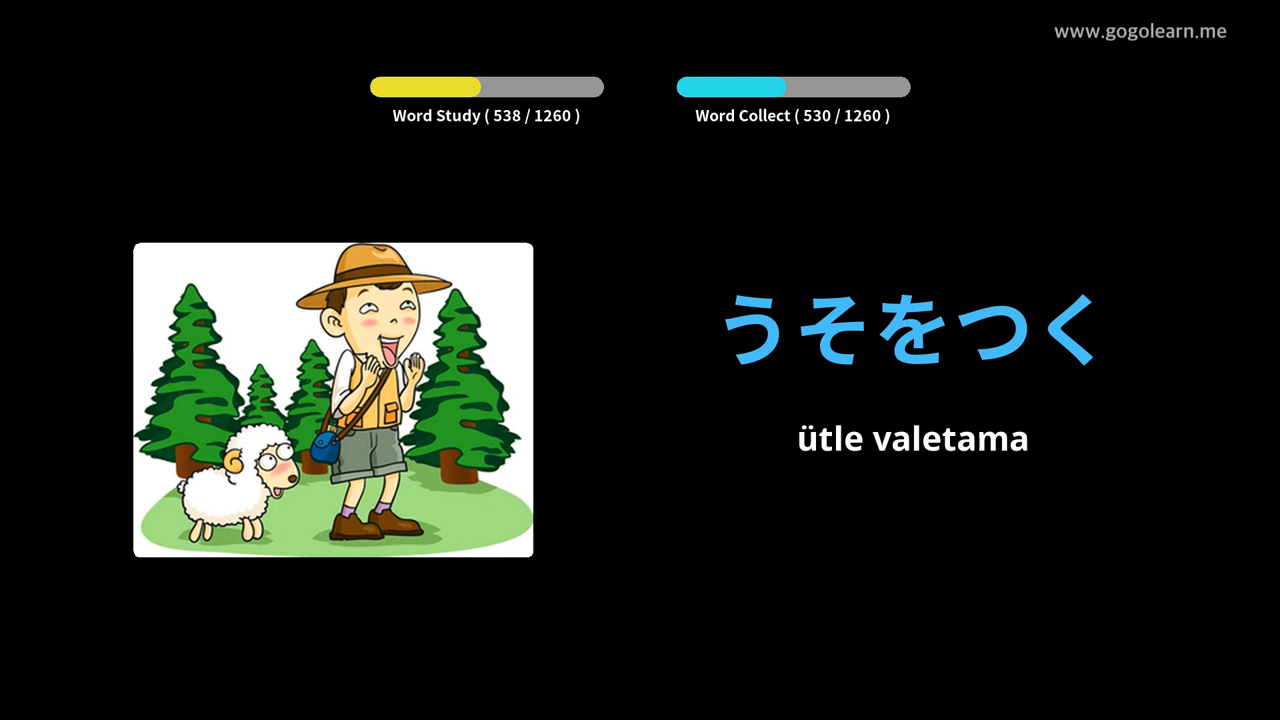 www.gogolearn.me
Word Study ( 538 / 1260 )
Word Collect ( 530 / 1260 )
うそをつく
ütle valetama